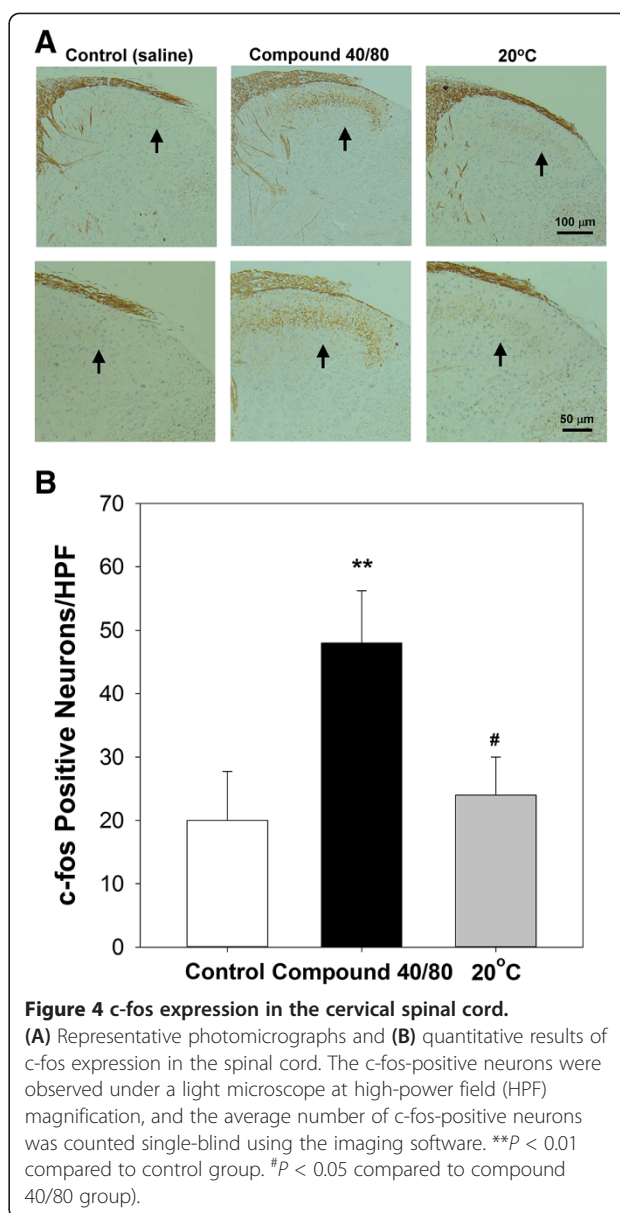 A
Control (saline) Compound 40/80 20°C
100 μm
50 μm
B
70
60
50
40
30
20
10
0
c-fos Positive Neurons/HPF
**
#
Control Compound 40/80 20°C
Figure 4 c-fos expression in the cervical spinal cord.
(A) Representative photomicrographs and (B) quantitative results of
c-fos expression in the spinal cord. The c-fos-positive neurons were
observed under a light microscope at high-power field (HPF)
magnification, and the average number of c-fos-positive neurons
was counted single-blind using the imaging software. **P < 0.01
compared to control group. #P < 0.05 compared to compound
40/80 group).